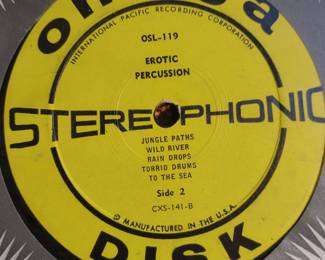 INTERNATIONAL PACIFIC RECORDING CORPORATION
OSL-119
EROTIC
PERCUSSION
STEREOPHONIC
JUNGLE PATHS
WILD RIVER
RAIN DROPS
TORRID DRUMS
TO THE SEA
Side 2
CXS-141-B
℗ MANUFACTURED IN THE U.S.A.
DISK